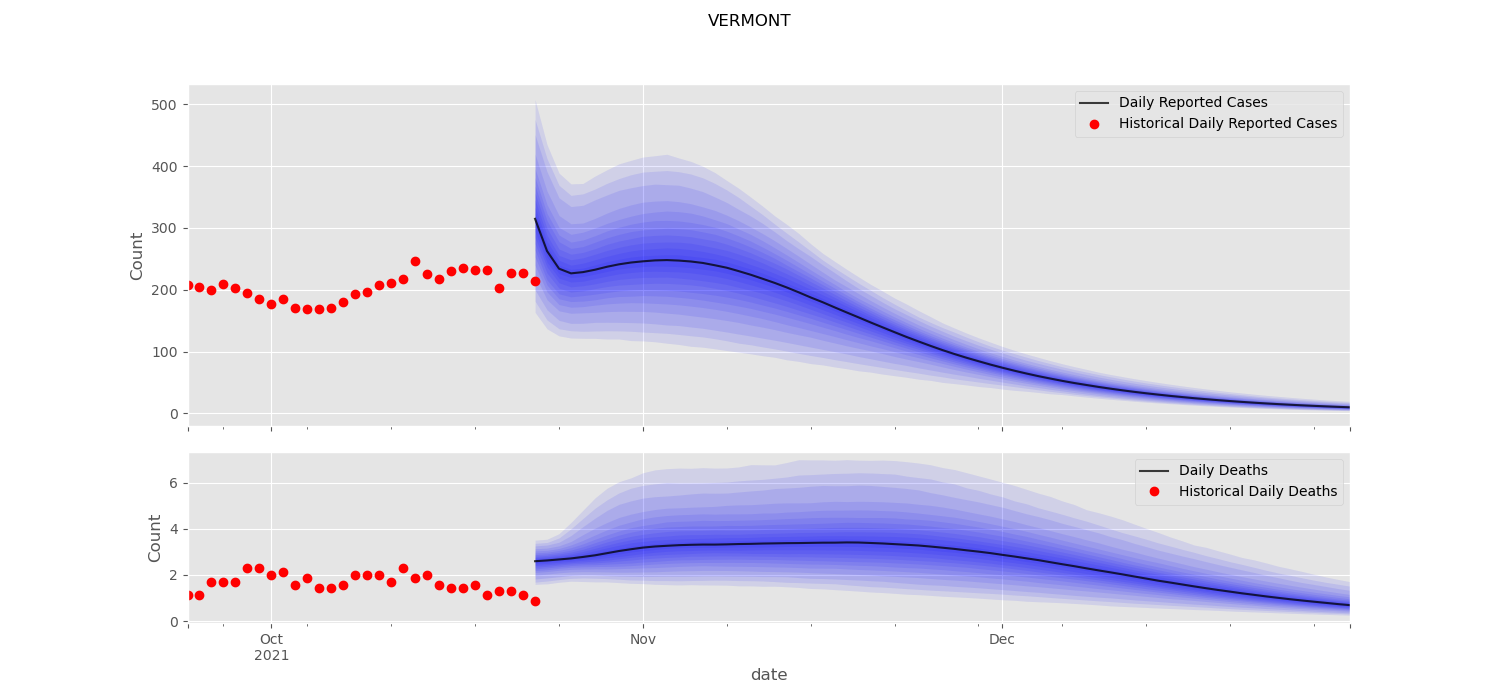 VERMONT
500
400
300
200
100
0
Count
Daily Reported Cases
Historical Daily Reported Cases
6
4
2
0
Count
Daily Deaths
Historical Daily Deaths
Oct
2021
Nov
Dec
date